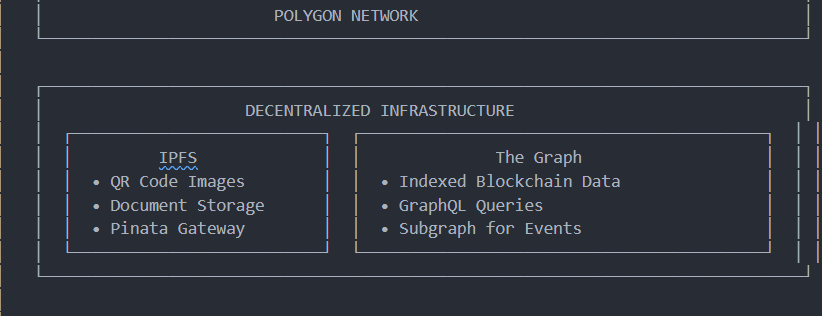 POLYGON NETWORK
DECENTRALIZED INFRASTRUCTURE
IPFS
• QR Code Images
• Document Storage
• Pinata Gateway
The Graph
• Indexed Blockchain Data
• GraphQL Queries
• Subgraph for Events